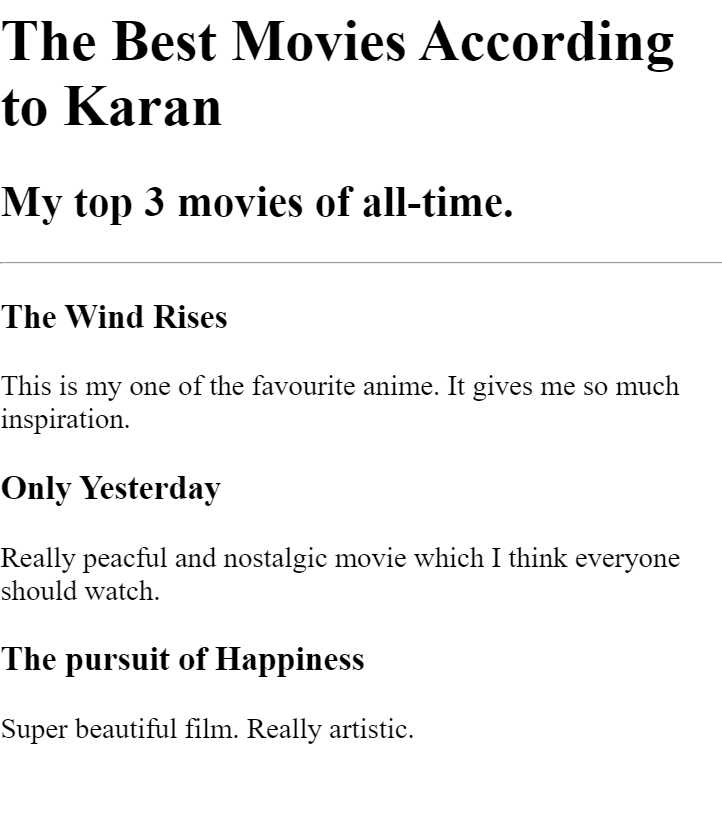 The Best Movies According
to Karan
My top 3 movies of all-time.
The Wind Rises
This is my one of the favourite anime. It gives me so much
inspiration.
Only Yesterday
Really peacful and nostalgic movie which I think everyone
should watch.
The pursuit of Happiness
Super beautiful film. Really artistic.